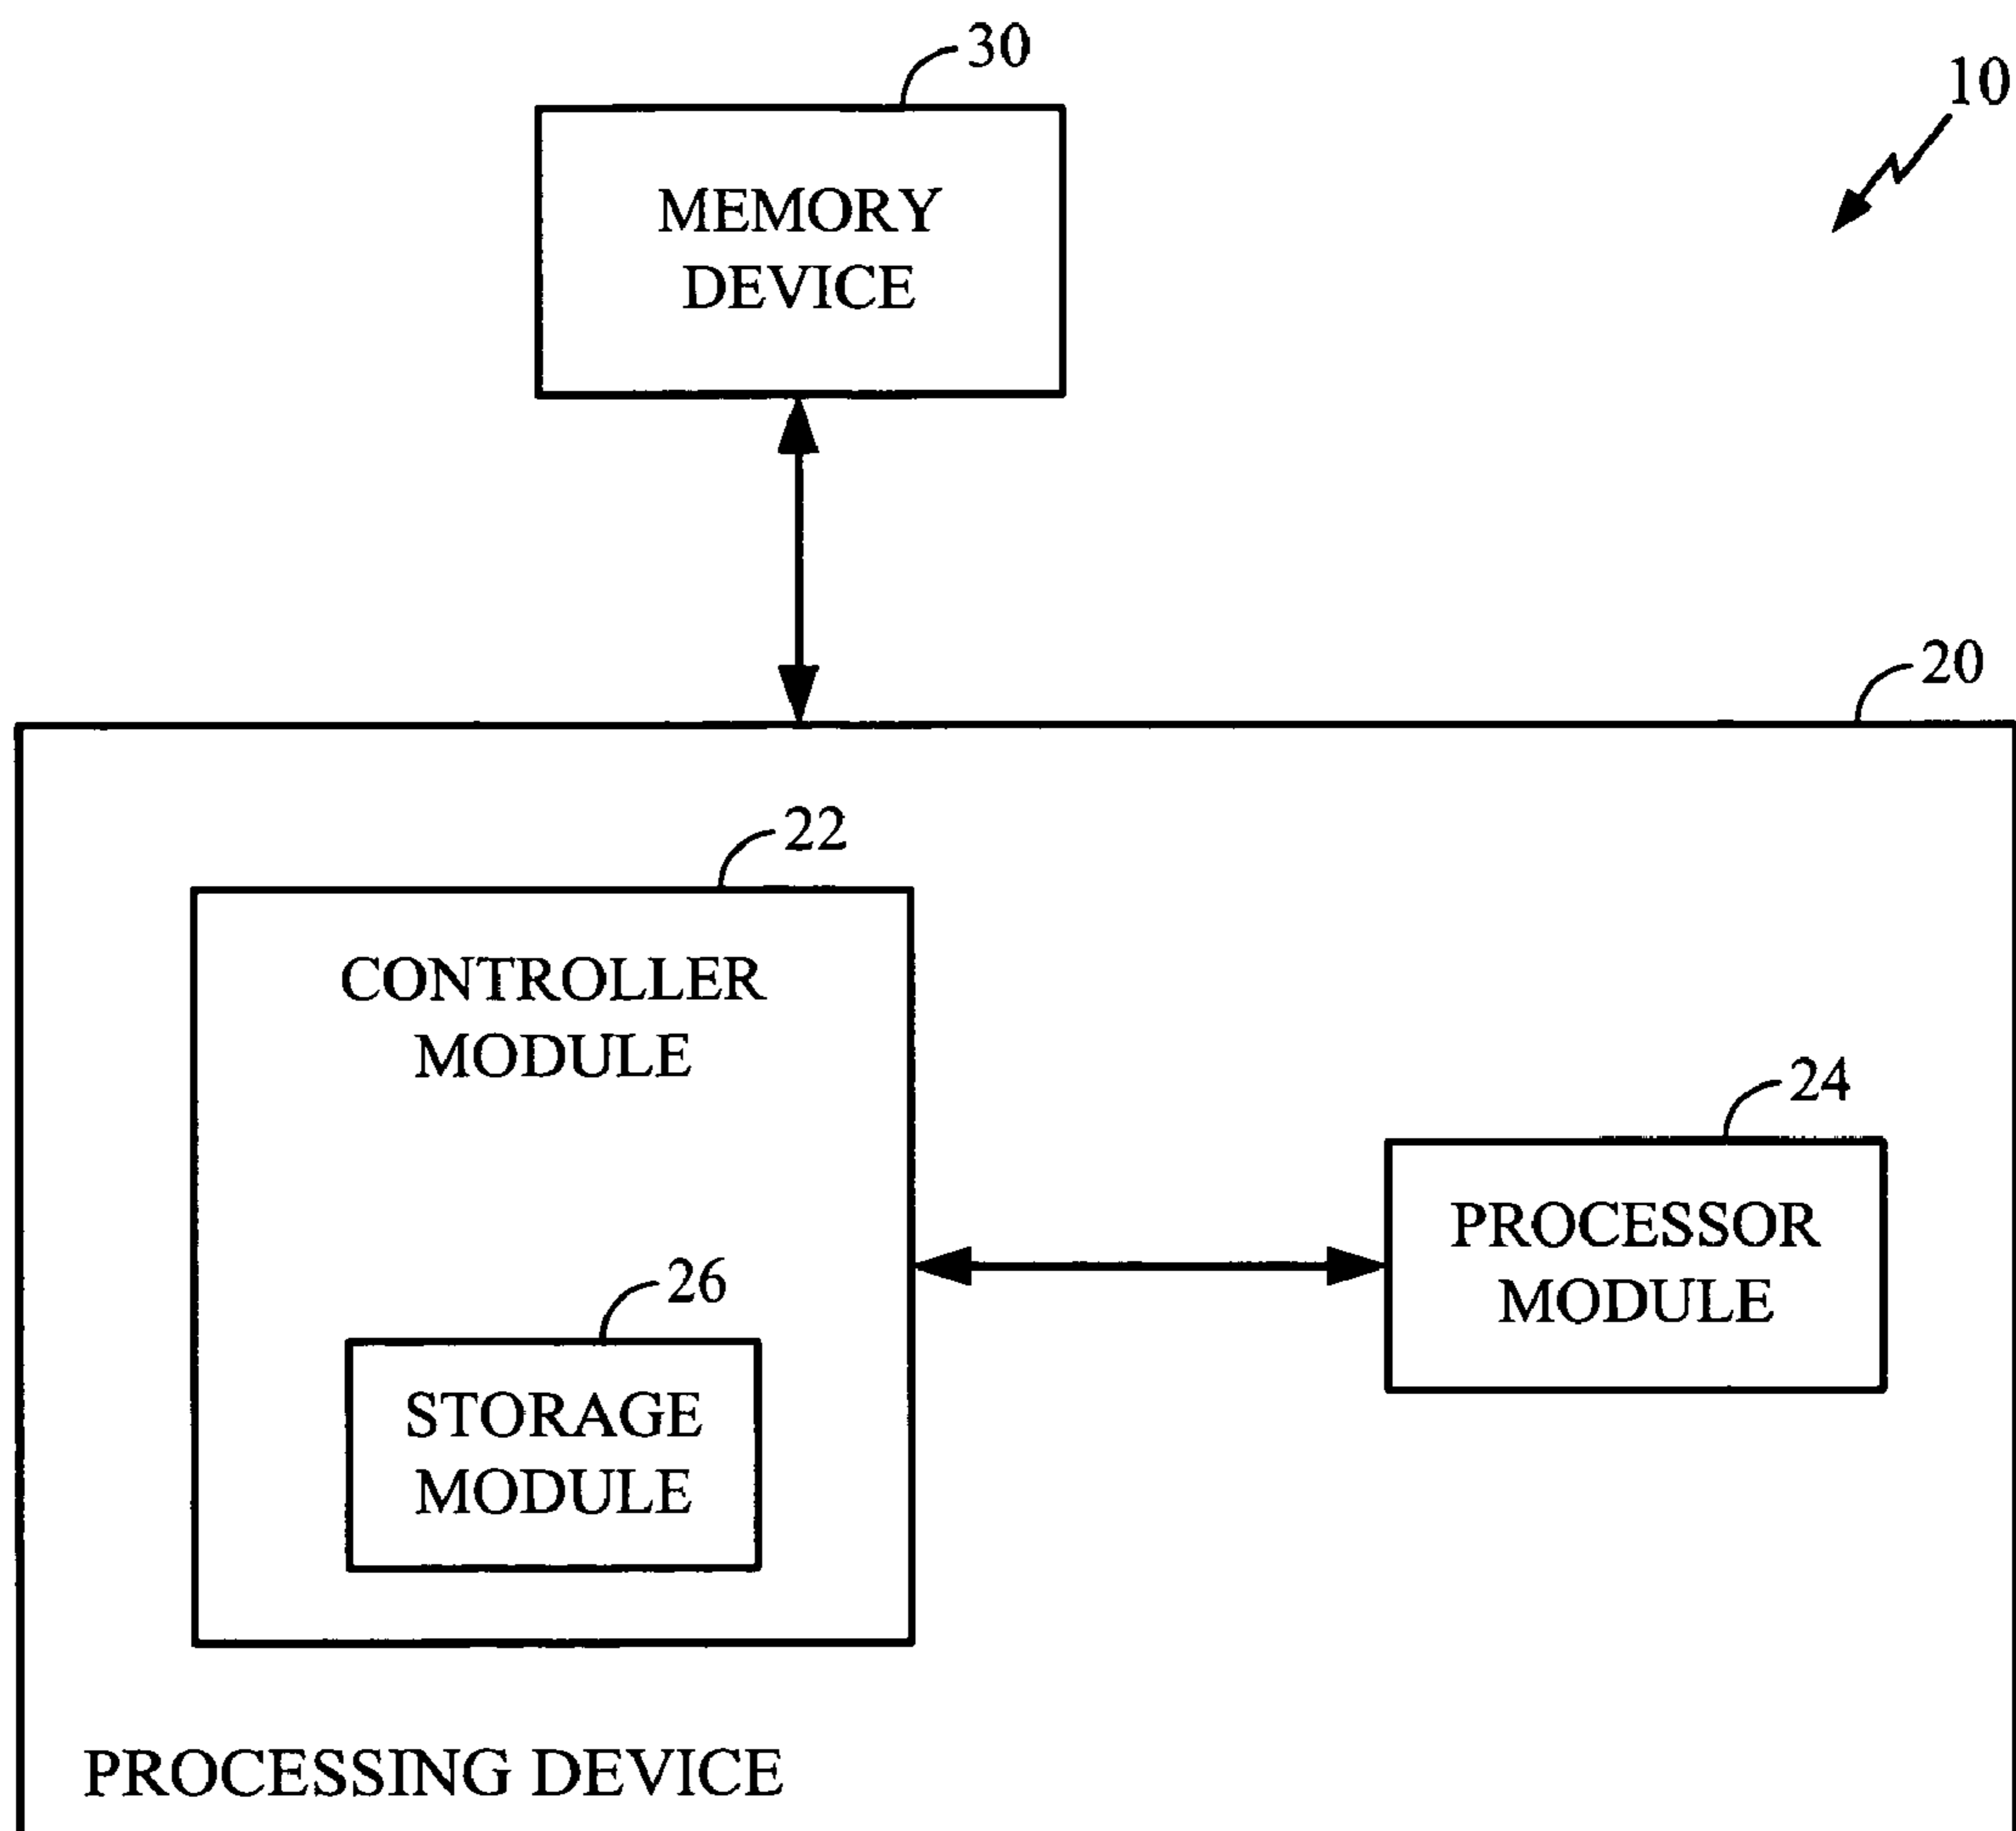 30
10
MEMORY
DEVICE
20
22
CONTROLLER
MODULE
24
PROCESSOR
MODULE
26
STORAGE
MODULE
PROCESSING DEVICE